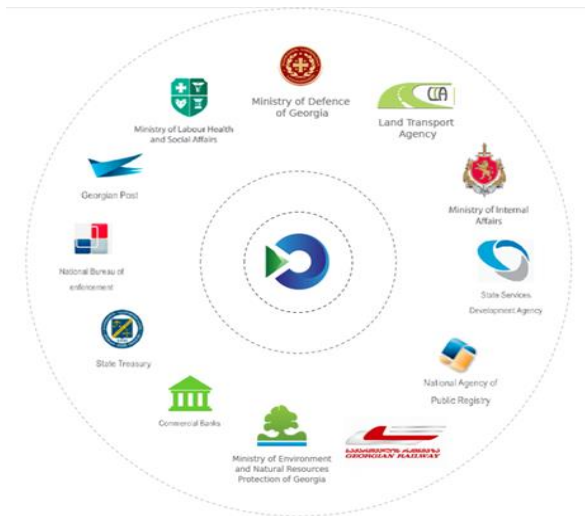 Ministry of Defence
of Georgia
Land Transport
Agency
Ministry of Internal
Affairs
State Services
Development Agency
National Agency of
Public Registry
GEORGIAN RAILWAY
Ministry of Environment
and Natural Resources
Protection of Georgia
Commercial Banks
State Treasury
National Bureau of
enforcement
Georgian Post
Ministry of Labour Health
and Social Affairs